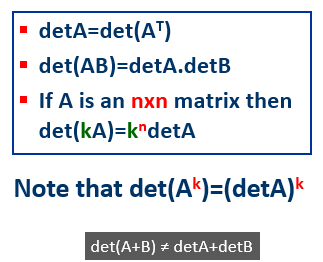 ▪ detA=det(Aᵀ)
▪ det(AB)=detA.detB
▪ If A is an nxn matrix then
det(kA)=kⁿdetA
Note that det(Aᵏ)=(detA)ᵏ
det(A+B) ≠ detA+detB